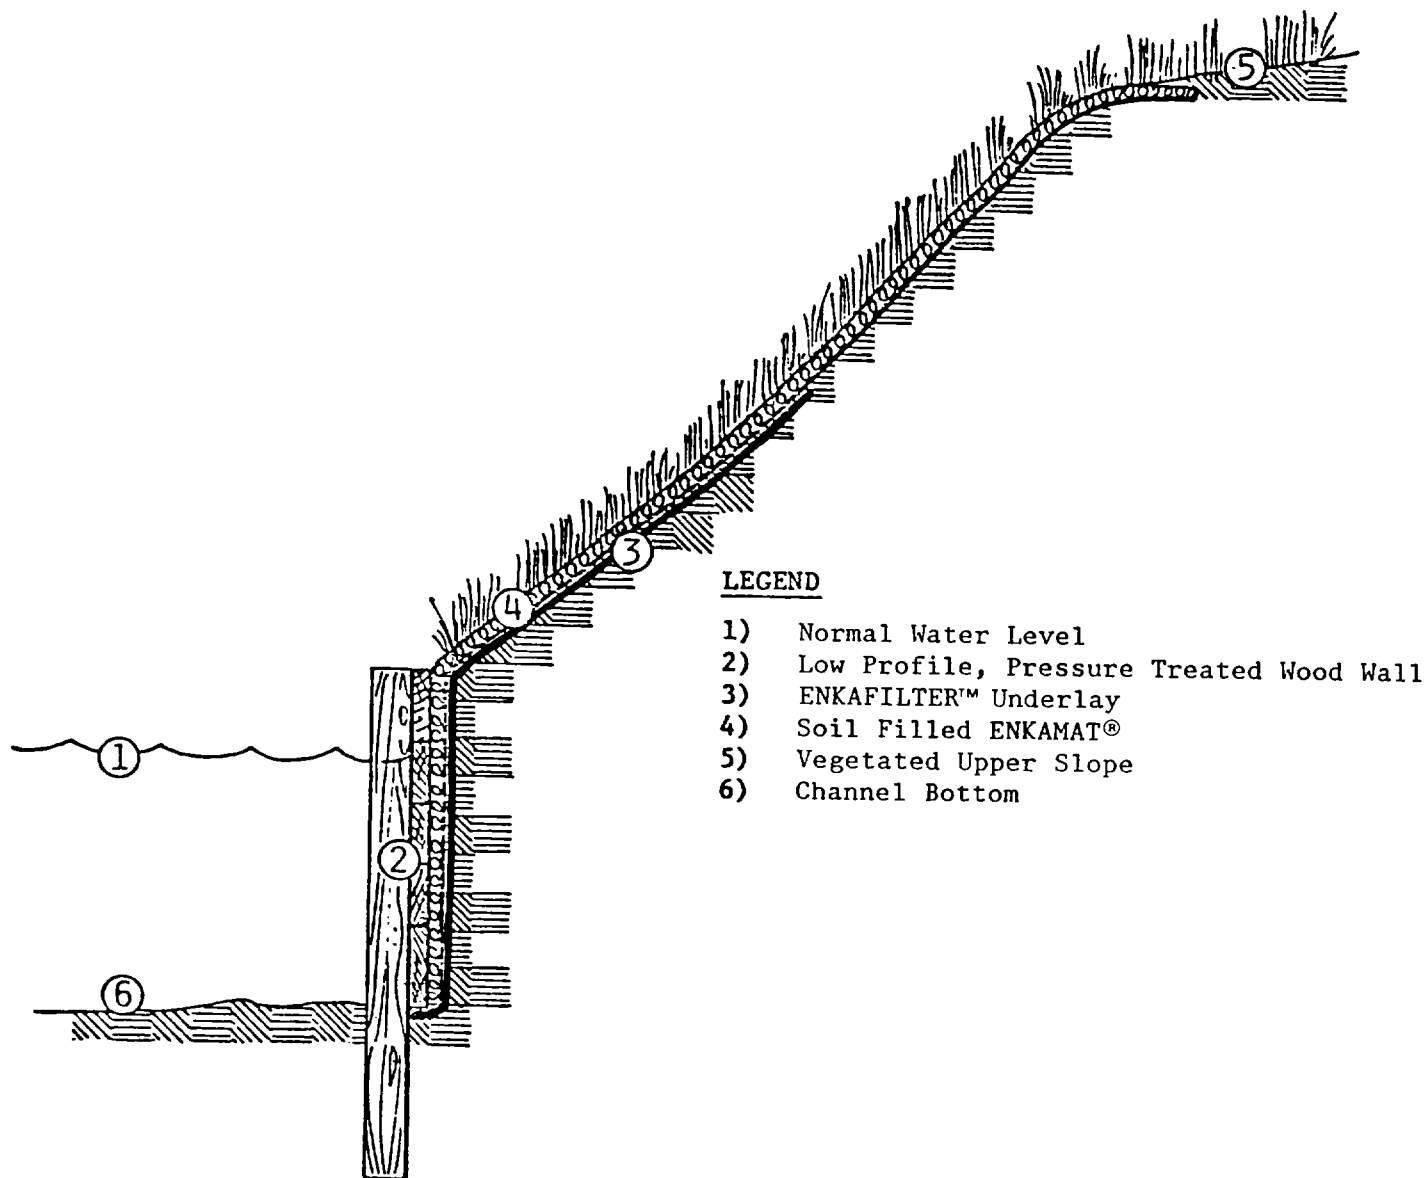 5
3
4
LEGEND
1) Normal Water Level
2) Low Profile, Pressure Treated Wood Wall
3) ENKAFILTER™ Underlay
4) Soil Filled ENKAMAT®
5) Vegetated Upper Slope
6) Channel Bottom
1
2
6